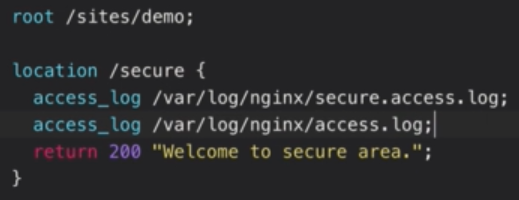 root /sites/demo;

location /secure {
  access_log /var/log/nginx/secure.access.log;
  access_log /var/log/nginx/access.log;
  return 200 "Welcome to secure area.";
}